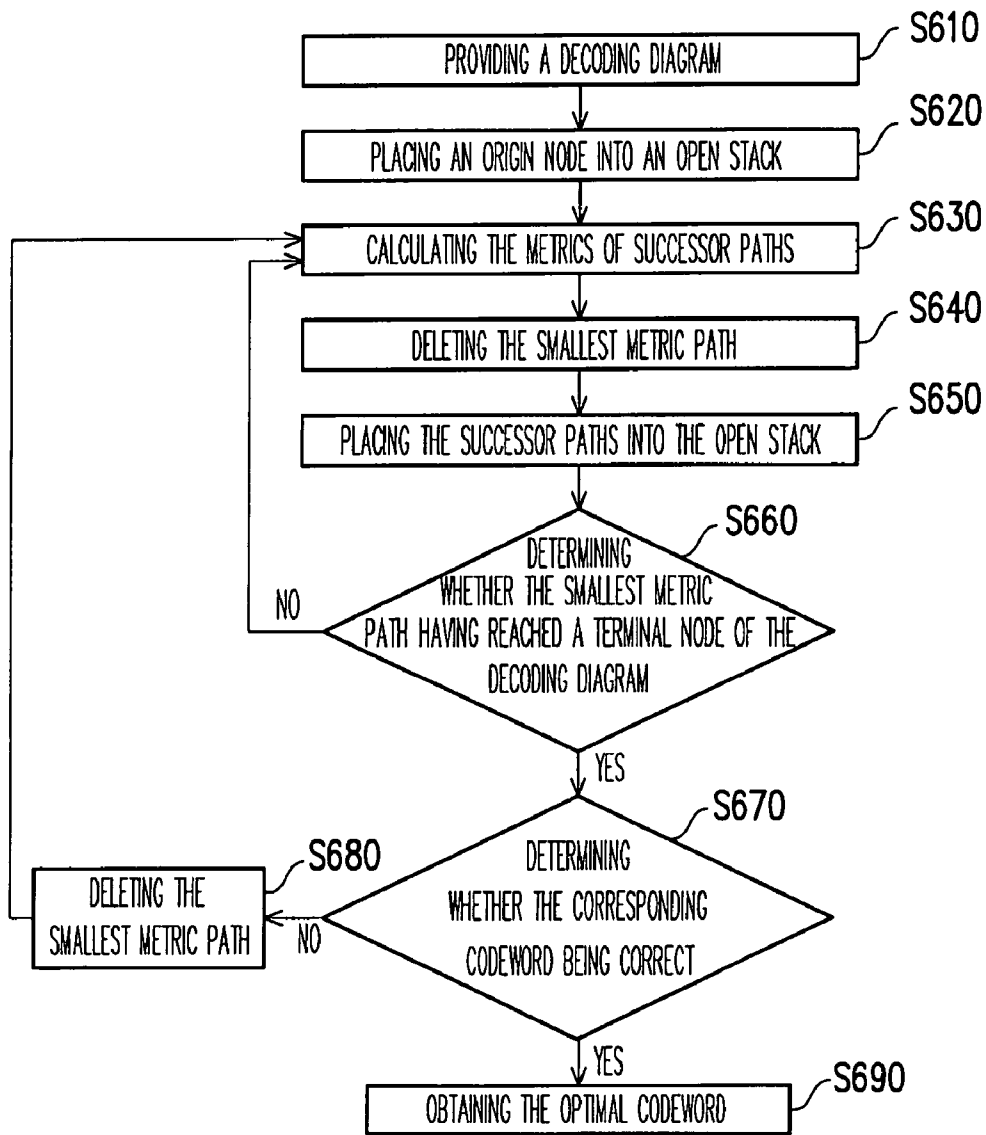 S610
PROVIDING A DECODING DIAGRAM
S620
PLACING AN ORIGIN NODE INTO AN OPEN STACK
S630
CALCULATING THE METRICS OF SUCCESSOR PATHS
S640
DELETING THE SMALLEST METRIC PATH
S650
PLACING THE SUCCESSOR PATHS INTO THE OPEN STACK
S660
DETERMINING
WHETHER THE SMALLEST METRIC
PATH HAVING REACHED A TERMINAL NODE OF THE
DECODING DIAGRAM
NO
YES
S670
DETERMINING
WHETHER THE CORRESPONDING
CODEWORD BEING CORRECT
S680
DELETING THE
SMALLEST METRIC PATH
NO
YES
S690
OBTAINING THE OPTIMAL CODEWORD